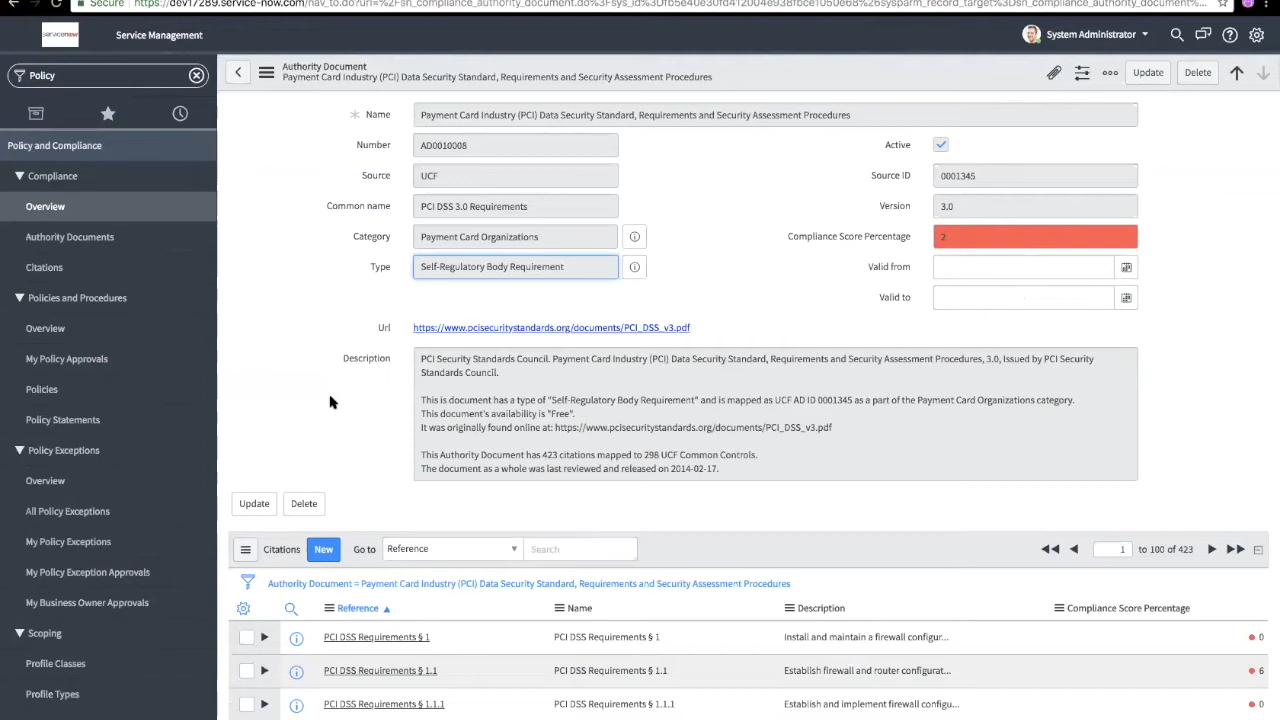 Secure
https://dev17289.service-now.com/nav_to.do?uri=%2Fsn_compliance_authority_document.do
servicenow
Service Management
System Administrator
Policy
Authority Document
Payment Card Industry (PCI) Data Security Standard, Requirements and Security Assessment Procedures
Update
Delete
Policy and Compliance
Compliance
Overview
Authority Documents
Citations
Policies and Procedures
Overview
My Policy Approvals
Policies
Policy Statements
Policy Exceptions
Overview
All Policy Exceptions
My Policy Exceptions
My Policy Exception Approvals
My Business Owner Approvals
Scoping
Profile Classes
Profile Types
Name
Payment Card Industry (PCI) Data Security Standard, Requirements and Security Assessment Procedures
Number
AD0010008
Active
Source
UCF
Source ID
0001345
Common name
PCI DSS 3.0 Requirements
Version
3.0
Category
Payment Card Organizations
Compliance Score Percentage
2
Type
Self-Regulatory Body Requirement
Valid from
Valid to
Url
https://www.pcisecuritystandards.org/documents/PCI_DSS_v3.pdf
Description
PCI Security Standards Council. Payment Card Industry (PCI) Data Security Standard, Requirements and Security Assessment Procedures, 3.0, Issued by PCI Security
Standards Council.
This is document has a type of "Self-Regulatory Body Requirement" and is mapped as UCF AD ID 0001345 as a part of the Payment Card Organizations category.
This document's availability is "Free".
It was originally found online at: https://www.pcisecuritystandards.org/documents/PCI_DSS_v3.pdf
This Authority Document has 423 citations mapped to 298 UCF Common Controls.
The document as a whole was last reviewed and released on 2014-02-17.
Update
Delete
Citations
New
Go to
Reference
Search
1
to 100 of 423
Authority Document = Payment Card Industry (PCI) Data Security Standard, Requirements and Security Assessment Procedures
Reference
Name
Description
Compliance Score Percentage
PCI DSS Requirements § 1
PCI DSS Requirements § 1
Install and maintain a firewall configur...
0
PCI DSS Requirements § 1.1
PCI DSS Requirements § 1.1
Establish firewall and router configurat...
6
PCI DSS Requirements § 1.1.1
PCI DSS Requirements § 1.1.1
Establish and implement firewall configu...
0